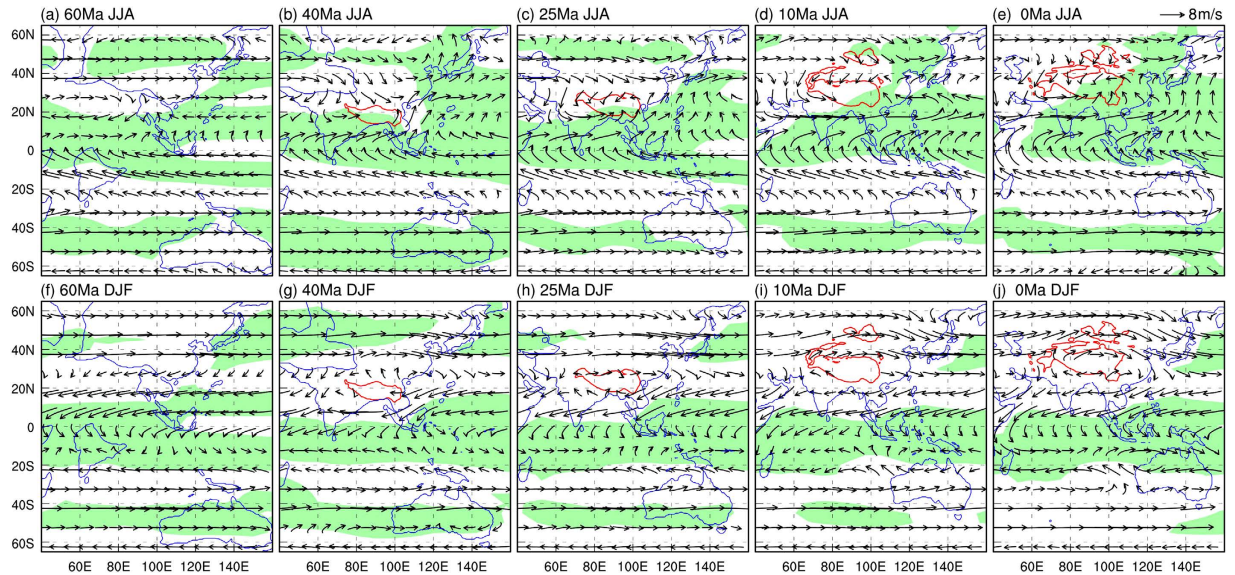 (a) 60Ma JJA (b) 40Ma JJA (c) 25Ma JJA (d) 10Ma JJA (e) 0Ma JJA 8m/s
60N
40N
20N
0
20S
40S
60S
(f) 60Ma DJF (g) 40Ma DJF (h) 25Ma DJF (i) 10Ma DJF (j) 0Ma DJF
60N
40N
20N
0
20S
40S
60S
60E 80E 100E 120E 140E 60E 80E 100E 120E 140E 60E 80E 100E 120E 140E 60E 80E 100E 120E 140E 60E 80E 100E 120E 140E